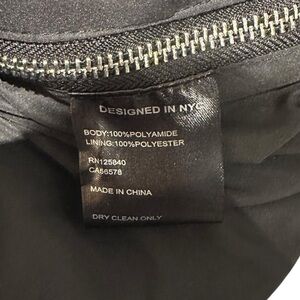 DESIGNED IN NYC
BODY:100%POLYAMIDE
LINING:100%POLYESTER
RN125840
CA56578
MADE IN CHINA
DRY CLEAN ONLY